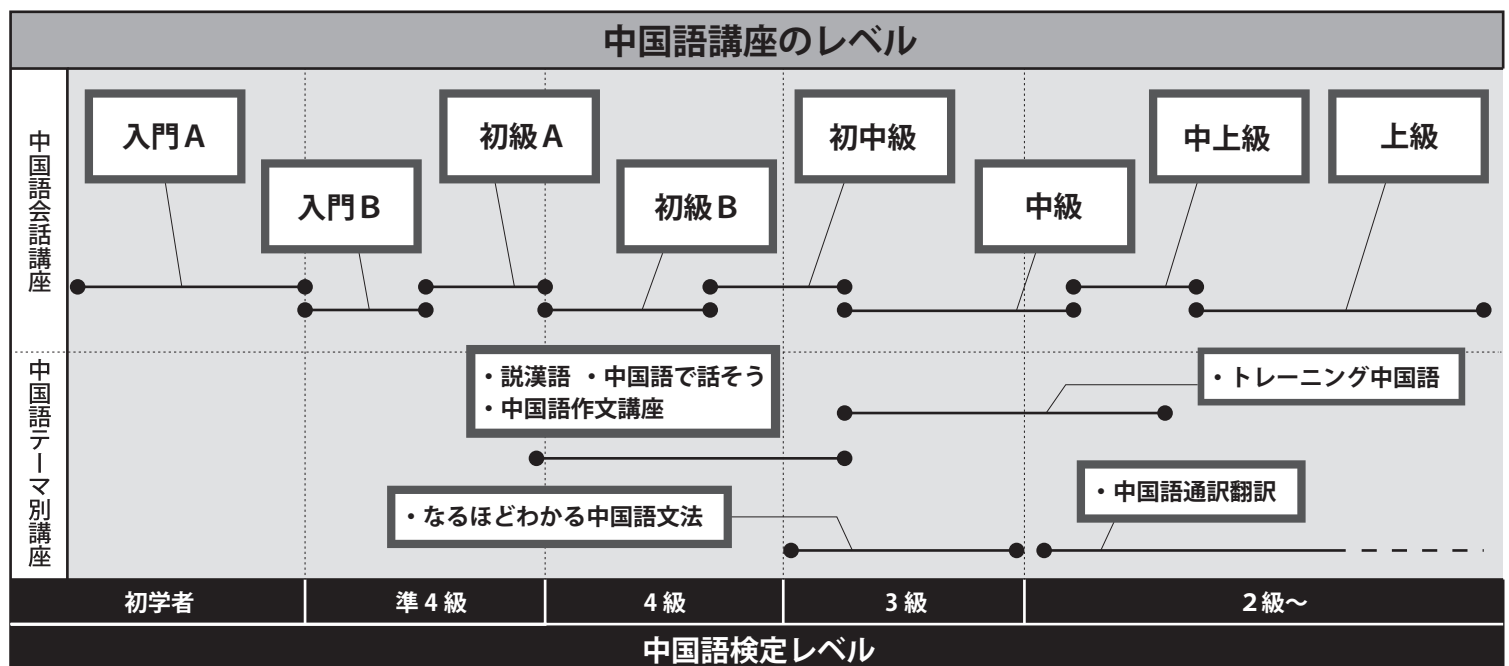 中国語講座のレベル
中国語会話講座
入門A
入門B
初級A
初級B
初中級
中級
中上級
上級
中国語テーマ別講座
・説漢語 ・中国語で話そう
・中国語作文講座
・トレーニング中国語
・なるほどわかる中国語文法
・中国語通訳翻訳
初学者
準4級
4級
3級
2級～
中国語検定レベル